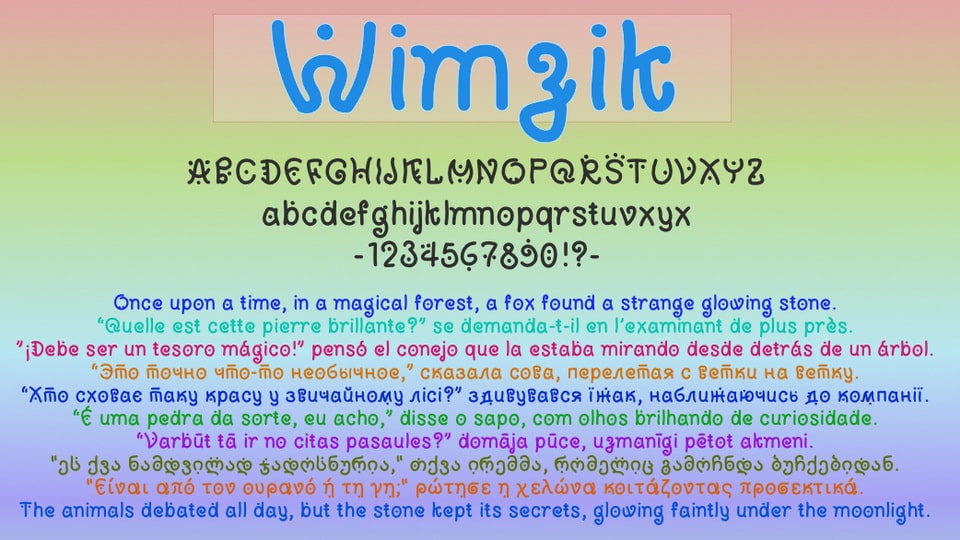 Wimzik
ABCDEFGHIJKLMNOPQRSTUVXYZ
abcdefghijklmnopqrstuvxyx
-1234567890!?-
Once upon a time, in a magical forest, a fox found a strange glowing stone.
“Quelle est cette pierre brillante?” se demanda-t-il en l’examinant de plus près.
”¡Debe ser un tesoro mágico!” pensó el conejo que la estaba mirando desde detrás de un árbol.
“Это точно что-то необычное,” сказала сова, перелетая с ветки на ветку.
“Хто сховає таку красу у звичайному лісі?” здивувався їжак, наближаючись до компанії.
“É uma pedra da sorte, eu acho,” disse o sapo, com olhos brilhando de curiosidade.
“Varbūt tā ir no citas pasaules?” domāja pūce, uzmanīgi pētot akmeni.
"ეს ქვა ნამდვილად ჯადოსნურია," თქვა ირემმა, რომელიც გამოჩნდა ბუჩქებიდან.
"Είναι από τον ουρανό ή τη γη;" ρώτησε η χελώνα κοιτάζοντας προσεκτικά.
The animals debated all day, but the stone kept its secrets, glowing faintly under the moonlight.